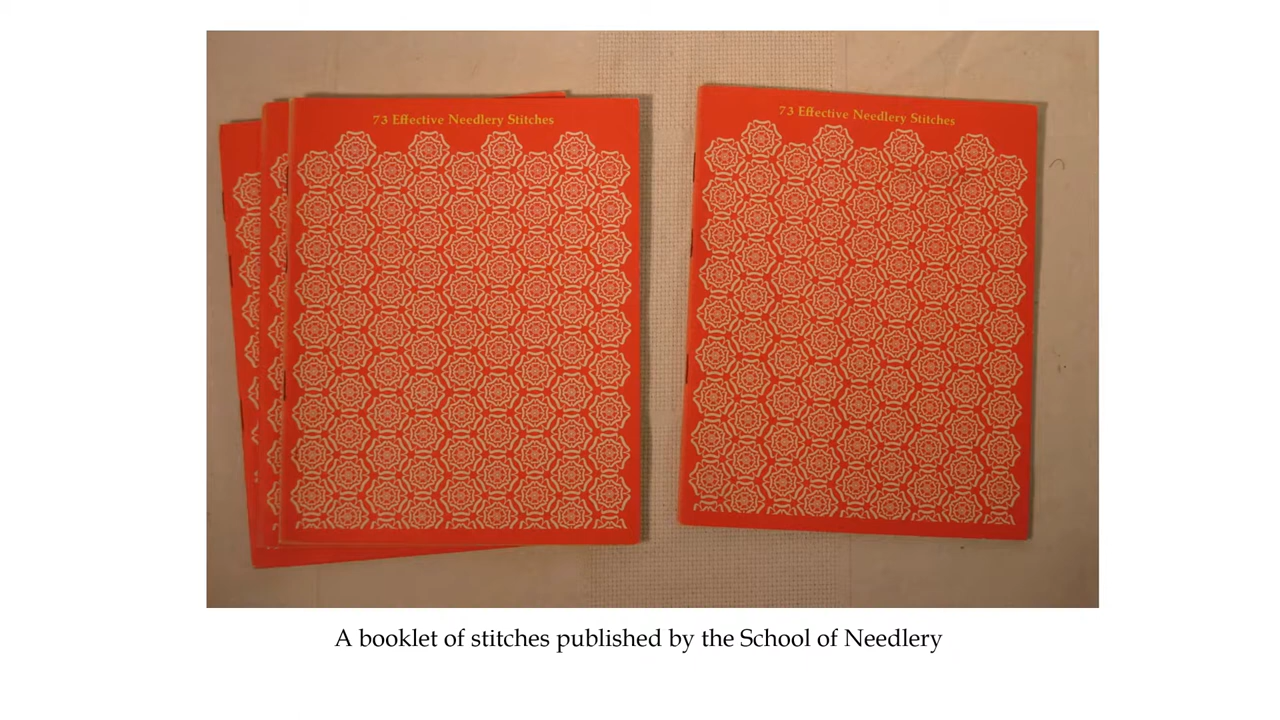 73 Effective Needlery Stitches
73 Effective Needlery Stitches
A booklet of stitches published by the School of Needlery